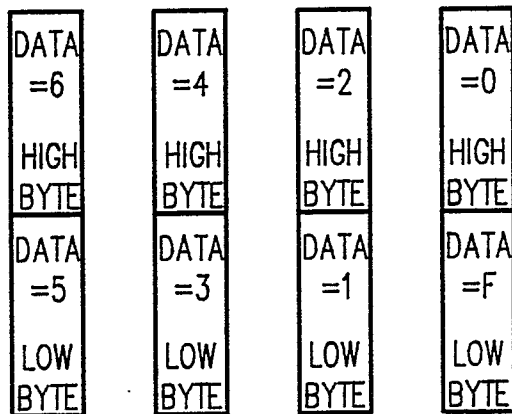 DATA DATA DATA DATA
=6 =4 =2 =0
HIGH HIGH HIGH HIGH
BYTE BYTE BYTE BYTE
DATA DATA DATA DATA
=5 =3 =1 =F
LOW LOW LOW LOW
BYTE BYTE BYTE BYTE